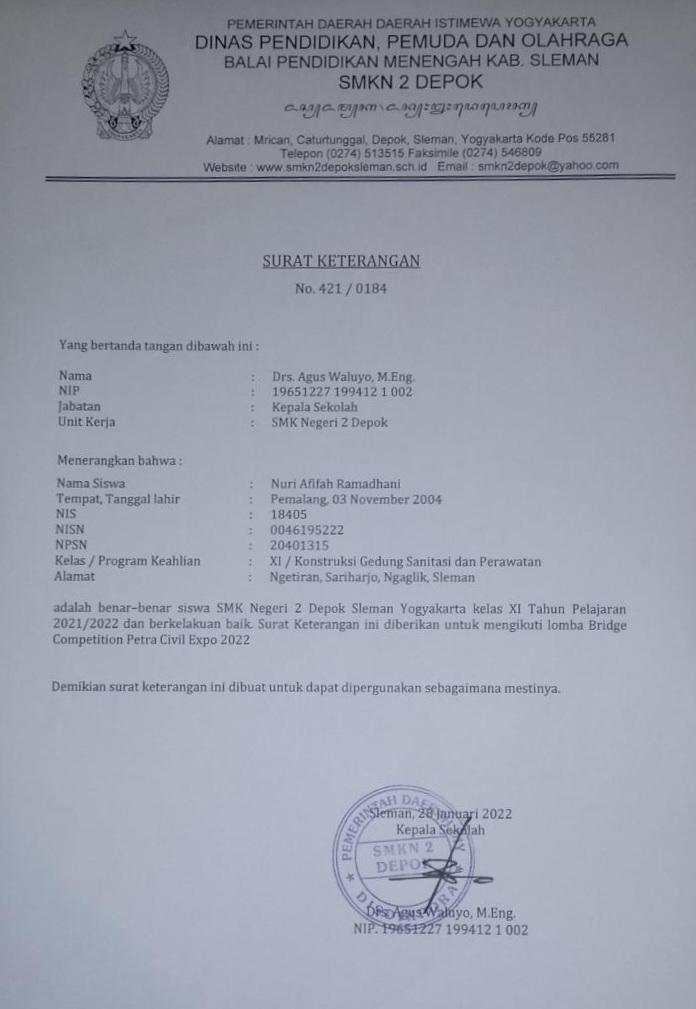 PEMERINTAH DAERAH DAERAH ISTIMEWA YOGYAKARTA
DINAS PENDIDIKAN, PEMUDA DAN OLAHRAGA
BALAI PENDIDIKAN MENENGAH KAB. SLEMAN
SMKN 2 DEPOK
Alamat : Mrican, Caturtunggal, Depok, Sleman, Yogyakarta Kode Pos 55281
Telepon (0274) 513515 Faksimile (0274) 546809
Website : www.smkn2depoksleman.sch.id Email : smkn2depok@yahoo.com
SURAT KETERANGAN
No. 421 / 0184
Yang bertanda tangan dibawah ini :
Nama : Drs. Agus Waluyo, M.Eng.
NIP : 19651227 199412 1 002
Jabatan : Kepala Sekolah
Unit Kerja : SMK Negeri 2 Depok
Menerangkan bahwa :
Nama Siswa : Nuri Afifah Ramadhani
Tempat, Tanggal lahir : Pemalang, 03 November 2004
NIS : 18405
NISN : 0046195222
NPSN : 20401315
Kelas / Program Keahlian : XI / Konstruksi Gedung Sanitasi dan Perawatan
Alamat : Ngetiran, Sariharjo, Ngaglik, Sleman
adalah benar–benar siswa SMK Negeri 2 Depok Sleman Yogyakarta kelas XI Tahun Pelajaran
2021/2022 dan berkelakuan baik. Surat Keterangan ini diberikan untuk mengikuti lomba Bridge
Competition Petra Civil Expo 2022
Demikian surat keterangan ini dibuat untuk dapat dipergunakan sebagaimana mestinya.
Sleman, 28 Januari 2022
Kepala Sekolah
PEMERINTAH DAERAH
SMKN 2
DEPOK
Drs. Agus Waluyo, M.Eng.
NIP. 19651227 199412 1 002